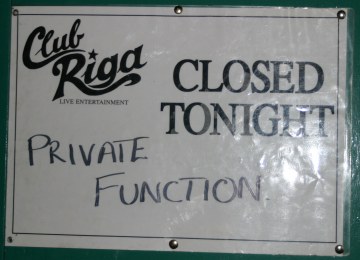 Club
Riga
LIVE ENTERTAINMENT
CLOSED
TONIGHT
PRIVATE
FUNCTION.